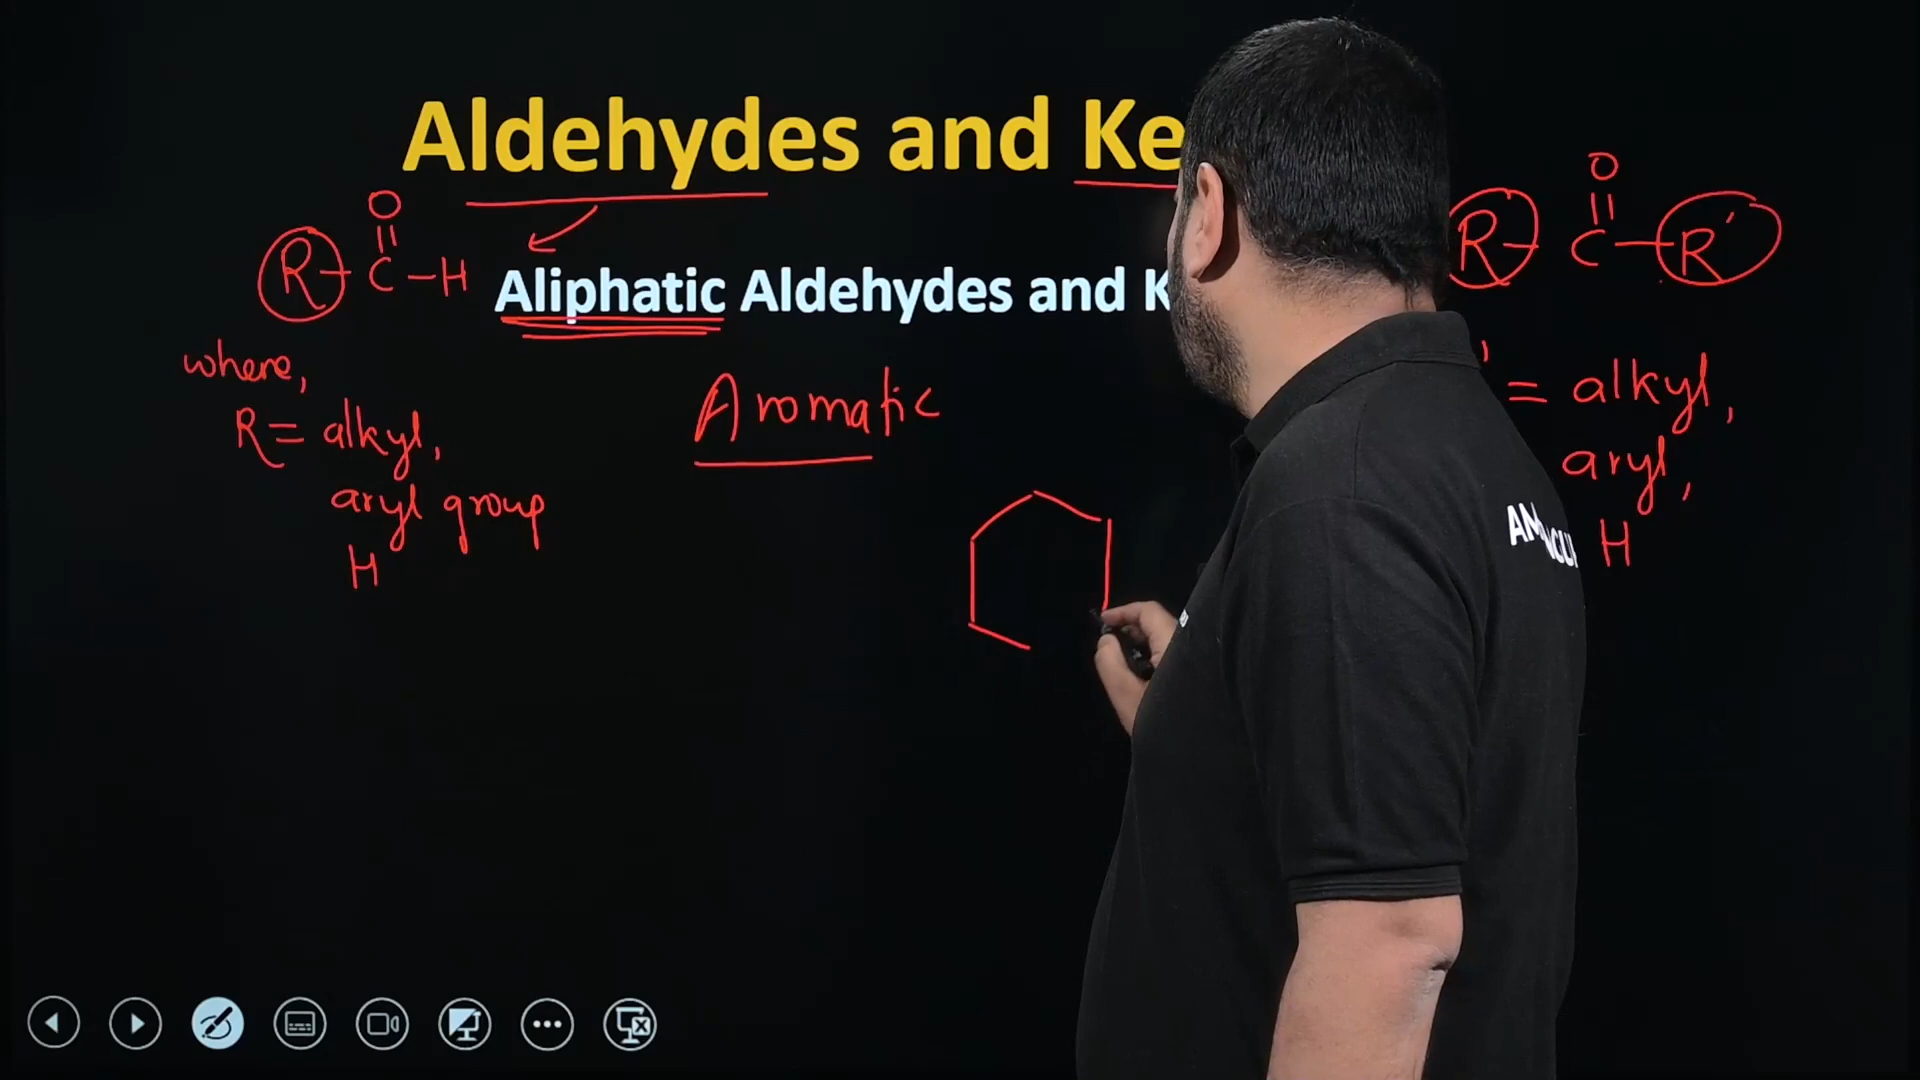 Aldehydes and Ke
O
||
R-C-H
Aliphatic Aldehydes and K
where,
R = alkyl,
aryl group
H
Aromatic
O
||
R-C-R'
' = alkyl,
aryl,
H